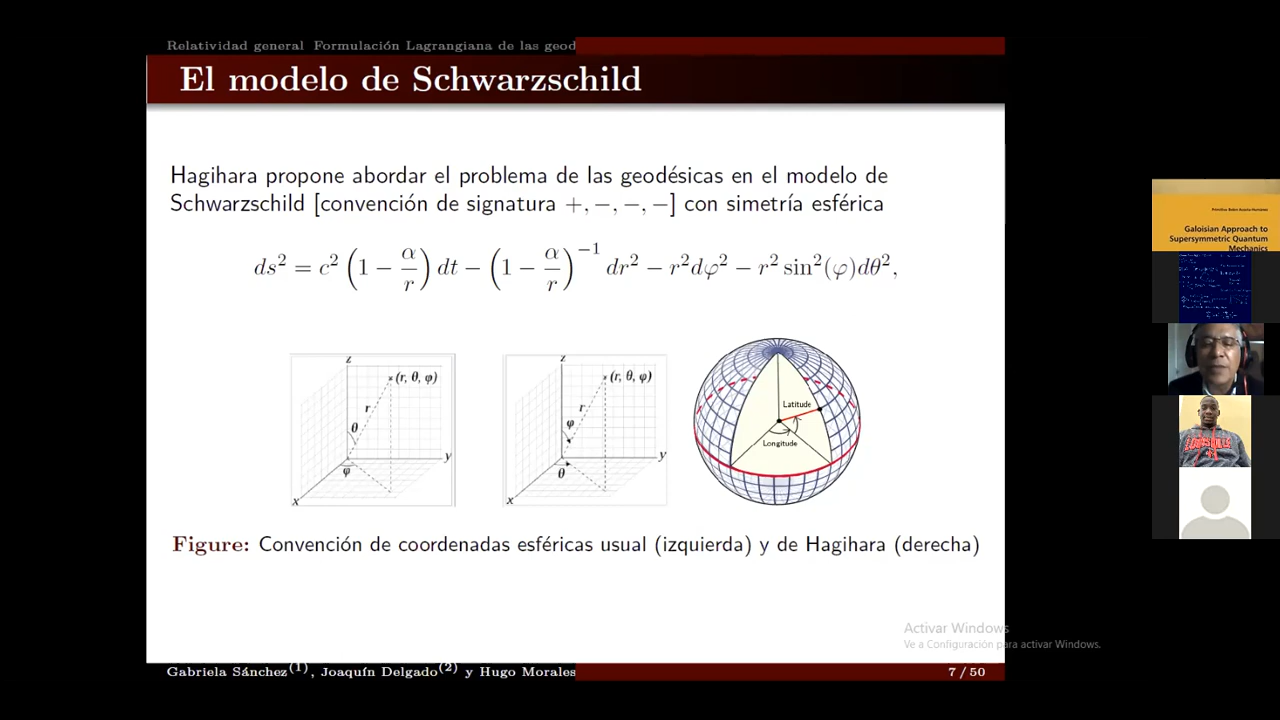 Relatividad general Formulación Lagrangiana de las geod
El modelo de Schwarzschild
Hagihara propone abordar el problema de las geodésicas en el modelo de
Schwarzschild [convención de signatura +, −, −, −] con simetría esférica
ds² = c² (1 − α/r) dt − (1 − α/r)⁻¹ dr² − r²dφ² − r² sin²(φ)dθ²,
z
(r, θ, φ)
r
θ
y
φ
x
z
(r, θ, φ)
r
φ
y
θ
x
Latitude
Longitude
Figure: Convención de coordenadas esféricas usual (izquierda) y de Hagihara (derecha)
Activar Windows
Ve a Configuración para activar Windows.
Gabriela Sánchez(1), Joaquín Delgado(2) y Hugo Morales
7 / 50
Galoisian Approach to
Supersymmetric Quantum
Mechanics